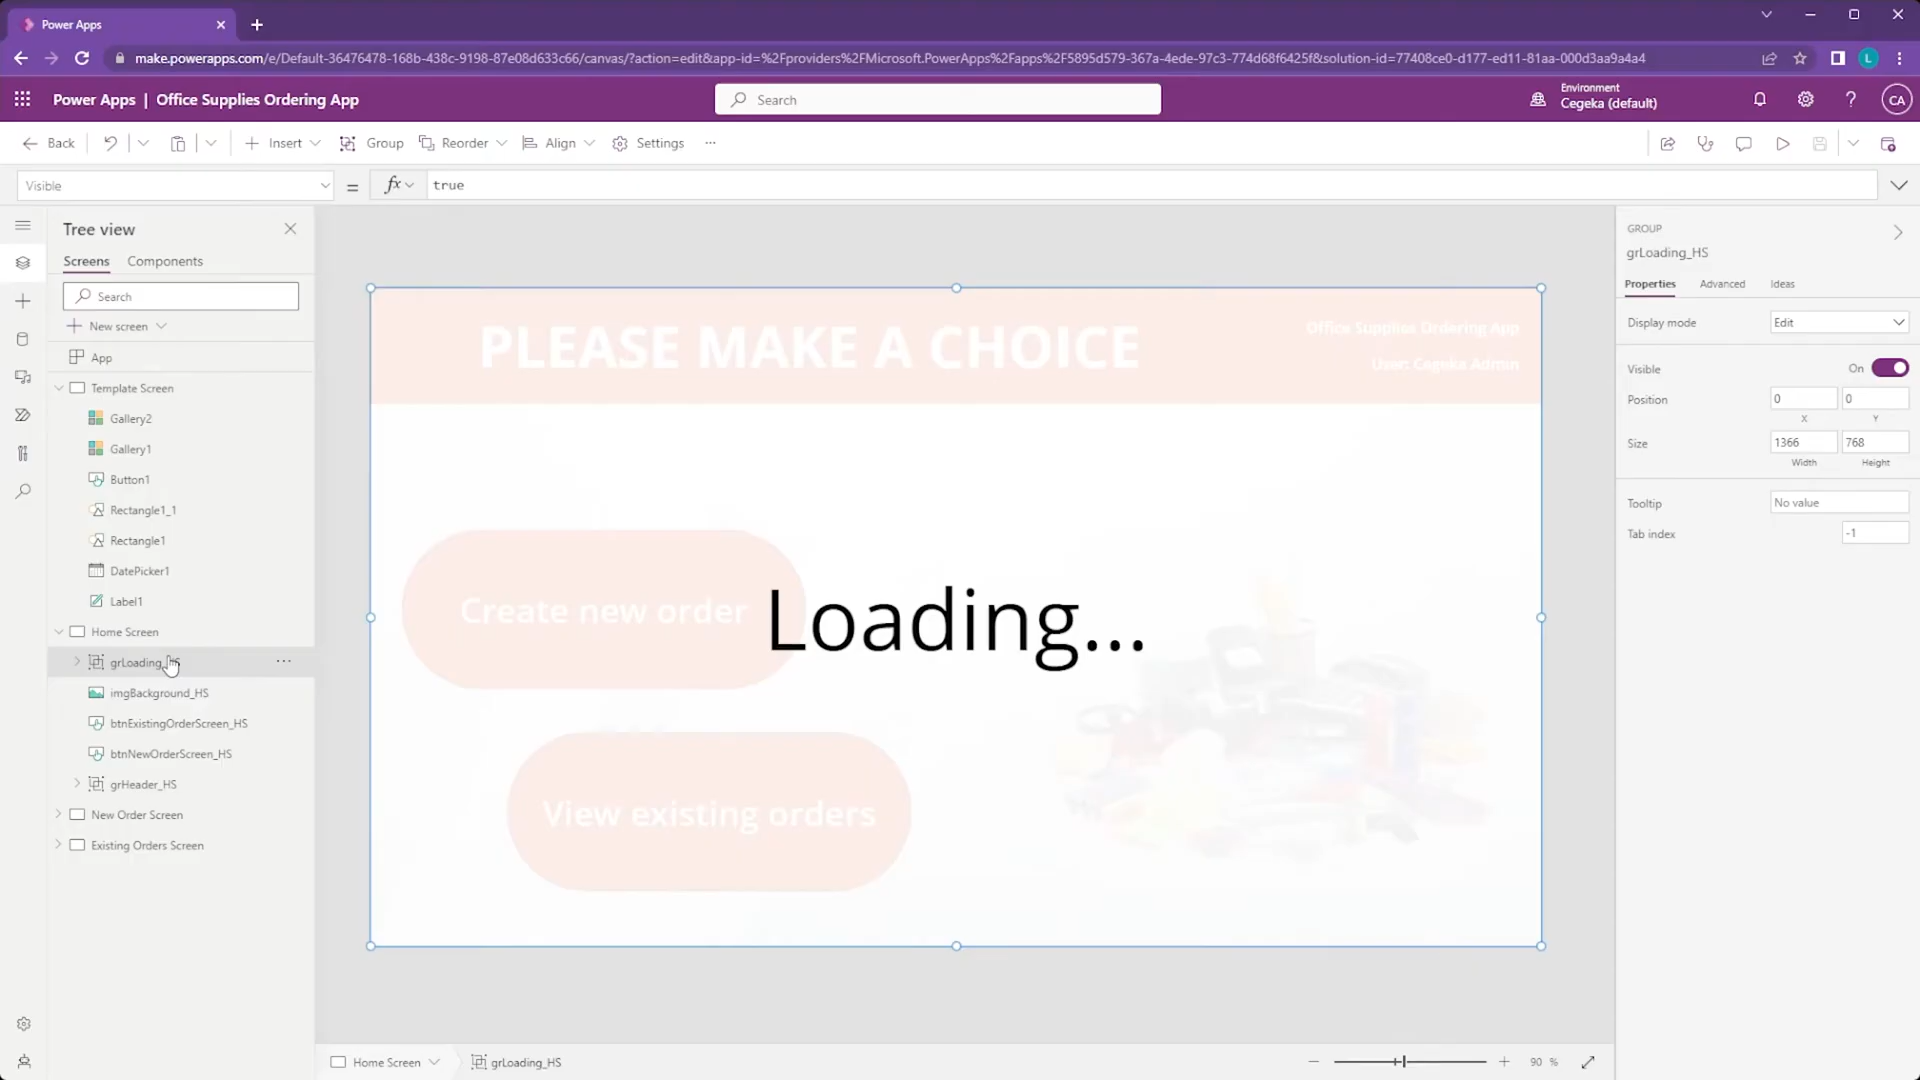 Power Apps
make.powerapps.com/e/Default-36476478-168b-438c-9198-87e08d633c66/canvas/?action=edit&app-id=%2Fproviders%2FMicrosoft.PowerApps%2Fapps%2F5895d579-367a-4ede-97c3-774d68f6425f&solution-id=77408ce0-d177-ed11-81aa-000d3aa9a4a4
L
Power Apps | Office Supplies Ordering App
Search
Environment
Cegeka (default)
CA
Back
Insert
Group
Reorder
Align
Settings
...
Visible
=
fx
true
Tree view
Screens
Components
Search
New screen
App
Template Screen
Gallery2
Gallery1
Button1
Rectangle1_1
Rectangle1
DatePicker1
Label1
Home Screen
grLoading_HS
...
imgBackground_HS
btnExistingOrderScreen_HS
btnNewOrderScreen_HS
grHeader_HS
New Order Screen
Existing Orders Screen
PLEASE MAKE A CHOICE
Office Supplies Ordering App
User: Cegeka Admin
Create new order
Loading...
View existing orders
GROUP
grLoading_HS
Properties
Advanced
Ideas
Display mode
Edit
Visible
On
Position
0
0
X
Y
Size
1366
768
Width
Height
Tooltip
No value
Tab index
-1
Home Screen
grLoading_HS
90 %